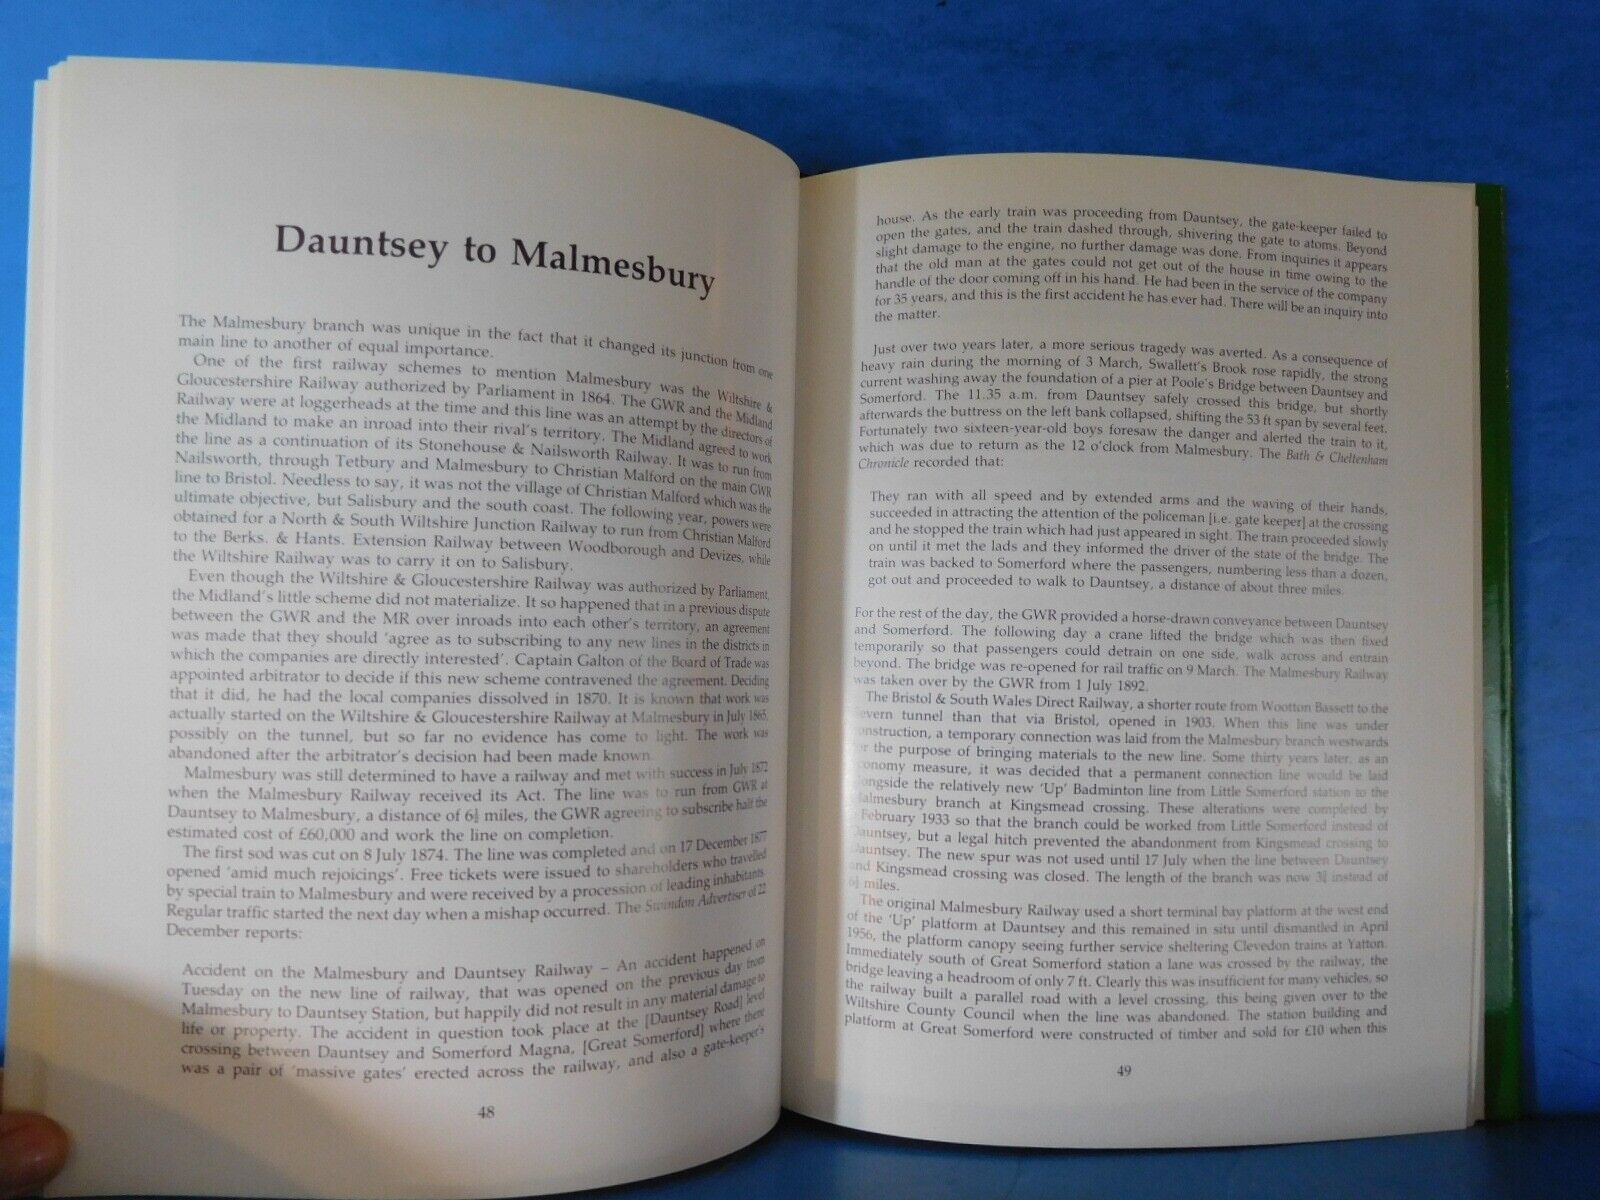 Dauntsey to Malmesbury
The Malmesbury branch was unique in the fact that it changed its junction from one
main line to another of equal importance.
One of the first railway schemes to mention Malmesbury was the Wiltshire &
Gloucestershire Railway authorized by Parliament in 1864. The GWR and the Midland
Railway were at loggerheads at the time and this line was an attempt by the directors of
the Midland to make an inroad into their rival's territory. The Midland agreed to work
the line as a continuation of its Stonehouse & Nailsworth Railway. It was to run from
Nailsworth, through Tetbury and Malmesbury to Christian Malford on the main GWR
line to Bristol. Needless to say, it was not the village of Christian Malford which was the
ultimate objective, but Salisbury and the south coast. The following year, powers were
obtained for a North & South Wiltshire Junction Railway to run from Christian Malford
to the Berks. & Hants. Extension Railway between Woodborough and Devizes, while
the Wiltshire Railway was to carry it on to Salisbury.
Even though the Wiltshire & Gloucestershire Railway was authorized by Parliament,
the Midland's little scheme did not materialize. It so happened that in a previous dispute
between the GWR and the MR over inroads into each other's territory, an agreement
was made that they should 'agree as to subscribing to any new lines in the districts in
which the companies are directly interested'. Captain Galton of the Board of Trade was
appointed arbitrator to decide if this new scheme contravened the agreement. Deciding
that it did, he had the local companies dissolved in 1870. It is known that work was
actually started on the Wiltshire & Gloucestershire Railway at Malmesbury in July 1865,
possibly on the tunnel, but so far no evidence has come to light. The work was
abandoned after the arbitrator's decision had been made known.
Malmesbury was still determined to have a railway and met with success in July 1872
when the Malmesbury Railway received its Act. The line was to run from GWR at
Dauntsey to Malmesbury, a distance of 6½ miles, the GWR agreeing to subscribe half the
estimated cost of £60,000 and work the line on completion.
The first sod was cut on 8 July 1874. The line was completed and on 17 December 1877
opened 'amid much rejoicings'. Free tickets were issued to shareholders who travelled
by special train to Malmesbury and were received by a procession of leading inhabitants.
Regular traffic started the next day when a mishap occurred. The Swindon Advertiser of 22
December reports:
Accident on the Malmesbury and Dauntsey Railway – An accident happened on
Tuesday on the new line of railway, that was opened on the previous day from
Malmesbury to Dauntsey Station, but happily did not result in any material damage to
life or property. The accident in question took place at the [Dauntsey Road] level
crossing between Dauntsey and Somerford Magna, [Great Somerford] where there
was a pair of 'massive gates' erected across the railway, and also a gate-keeper's
48
house. As the early train was proceeding from Dauntsey, the gate-keeper failed to
open the gates, and the train dashed through, shivering the gate to atoms. Beyond
slight damage to the engine, no further damage was done. From inquiries it appears
that the old man at the gates could not get out of the house in time owing to the
handle of the door coming off in his hand. He had been in the service of the company
for 35 years, and this is the first accident he has ever had. There will be an inquiry into
the matter.
Just over two years later, a more serious tragedy was averted. As a consequence of
heavy rain during the morning of 3 March, Swallett's Brook rose rapidly, the strong
current washing away the foundation of a pier at Poole's Bridge between Dauntsey and
Somerford. The 11.35 a.m. from Dauntsey safely crossed this bridge, but shortly
afterwards the buttress on the left bank collapsed, shifting the 53 ft span by several feet.
Fortunately two sixteen-year-old boys foresaw the danger and alerted the train to it,
which was due to return as the 12 o'clock from Malmesbury. The Bath & Cheltenham
Chronicle recorded that:
They ran with all speed and by extended arms and the waving of their hands,
succeeded in attracting the attention of the policeman [i.e. gate keeper] at the crossing
and he stopped the train which had just appeared in sight. The train proceeded slowly
on until it met the lads and they informed the driver of the state of the bridge. The
train was backed to Somerford where the passengers, numbering less than a dozen,
got out and proceeded to walk to Dauntsey, a distance of about three miles.
For the rest of the day, the GWR provided a horse-drawn conveyance between Dauntsey
and Somerford. The following day a crane lifted the bridge which was then fixed
temporarily so that passengers could detrain on one side, walk across and entrain
beyond. The bridge was re-opened for rail traffic on 9 March. The Malmesbury Railway
was taken over by the GWR from 1 July 1892.
The Bristol & South Wales Direct Railway, a shorter route from Wootton Bassett to the
evern tunnel than that via Bristol, opened in 1903. When this line was under
onstruction, a temporary connection was laid from the Malmesbury branch westwards
r the purpose of bringing materials to the new line. Some thirty years later, as an
onomy measure, it was decided that a permanent connection line would be laid
ongside the relatively new 'Up' Badminton line from Little Somerford station to the
almesbury branch at Kingsmead crossing. These alterations were completed by
February 1933 so that the branch could be worked from Little Somerford instead of
Dauntsey, but a legal hitch prevented the abandonment from Kingsmead crossing to
Dauntsey. The new spur was not used until 17 July when the line between Dauntsey
and Kingsmead crossing was closed. The length of the branch was now 3¾ instead of
6½ miles.
The original Malmesbury Railway used a short terminal bay platform at the west end
of the 'Up' platform at Dauntsey and this remained in situ until dismantled in April
1956, the platform canopy seeing further service sheltering Clevedon trains at Yatton.
Immediately south of Great Somerford station a lane was crossed by the railway, the
bridge leaving a headroom of only 7 ft. Clearly this was insufficient for many vehicles, so
the railway built a parallel road with a level crossing, this being given over to the
Wiltshire County Council when the line was abandoned. The station building and
platform at Great Somerford were constructed of timber and sold for £10 when this
49